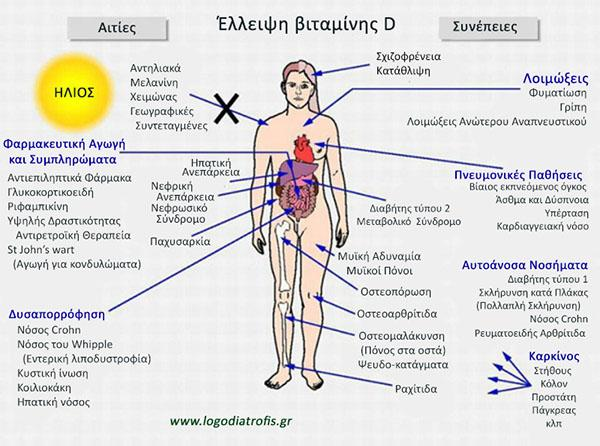 Αιτίες
Έλλειψη βιταμίνης D
Συνέπειες
ΗΛΙΟΣ
Αντηλιακά
Μελανίνη
Χειμώνας
Γεωγραφικές
Συντεταγμένες
Φαρμακευτική Αγωγή
και Συμπληρώματα
Αντιεπιληπτικά Φάρμακα
Γλυκοκορτικοειδή
Ριφαμπικίνη
Υψηλής Δραστικότητας
Αντιρετροϊκή Θεραπεία
St John's wart
(Αγωγή για κονδυλώματα)
Δυσαπορρόφηση
Νόσος Crohn
Νόσος του Whipple
(Εντερική λιποδυστροφία)
Κυστική ίνωση
Κοιλιοκάκη
Ηπατική νόσος
Ηπατική
Ανεπάρκεια
Νεφρική
Ανεπάρκεια
Νεφρωσικό
Σύνδρομο
Παχυσαρκία
Σχιζοφρένεια
Κατάθλιψη
Λοιμώξεις
Φυματίωση
Γρίπη
Λοιμώξεις Ανώτερου Αναπνευστικού
Πνευμονικές Παθήσεις
Βίαιος εκπνεόμενος όγκος
Άσθμα και Δύσπνοια
Υπέρταση
Καρδιαγγειακή νόσο
Διαβήτης τύπου 2
Μεταβολικό Σύνδρομο
Μυϊκή Αδυναμία
Μυϊκοί Πόνοι
Οστεοπόρωση
Οστεοαρθρίτιδα
Οστεομαλάκυνση
(Πόνος στα οστά)
Ψευδο-κατάγματα
Ραχίτιδα
Αυτοάνοσα Νοσήματα
Διαβήτης τύπου 1
Σκλήρυνση κατά Πλάκας
(Πολλαπλή Σκλήρυνση)
Νόσος Crohn
Ρευματοειδής Αρθρίτιδα
Καρκίνος
Στήθους
Κόλον
Προστάτη
Πάγκρεας
κλπ
www.logodiatrofis.gr